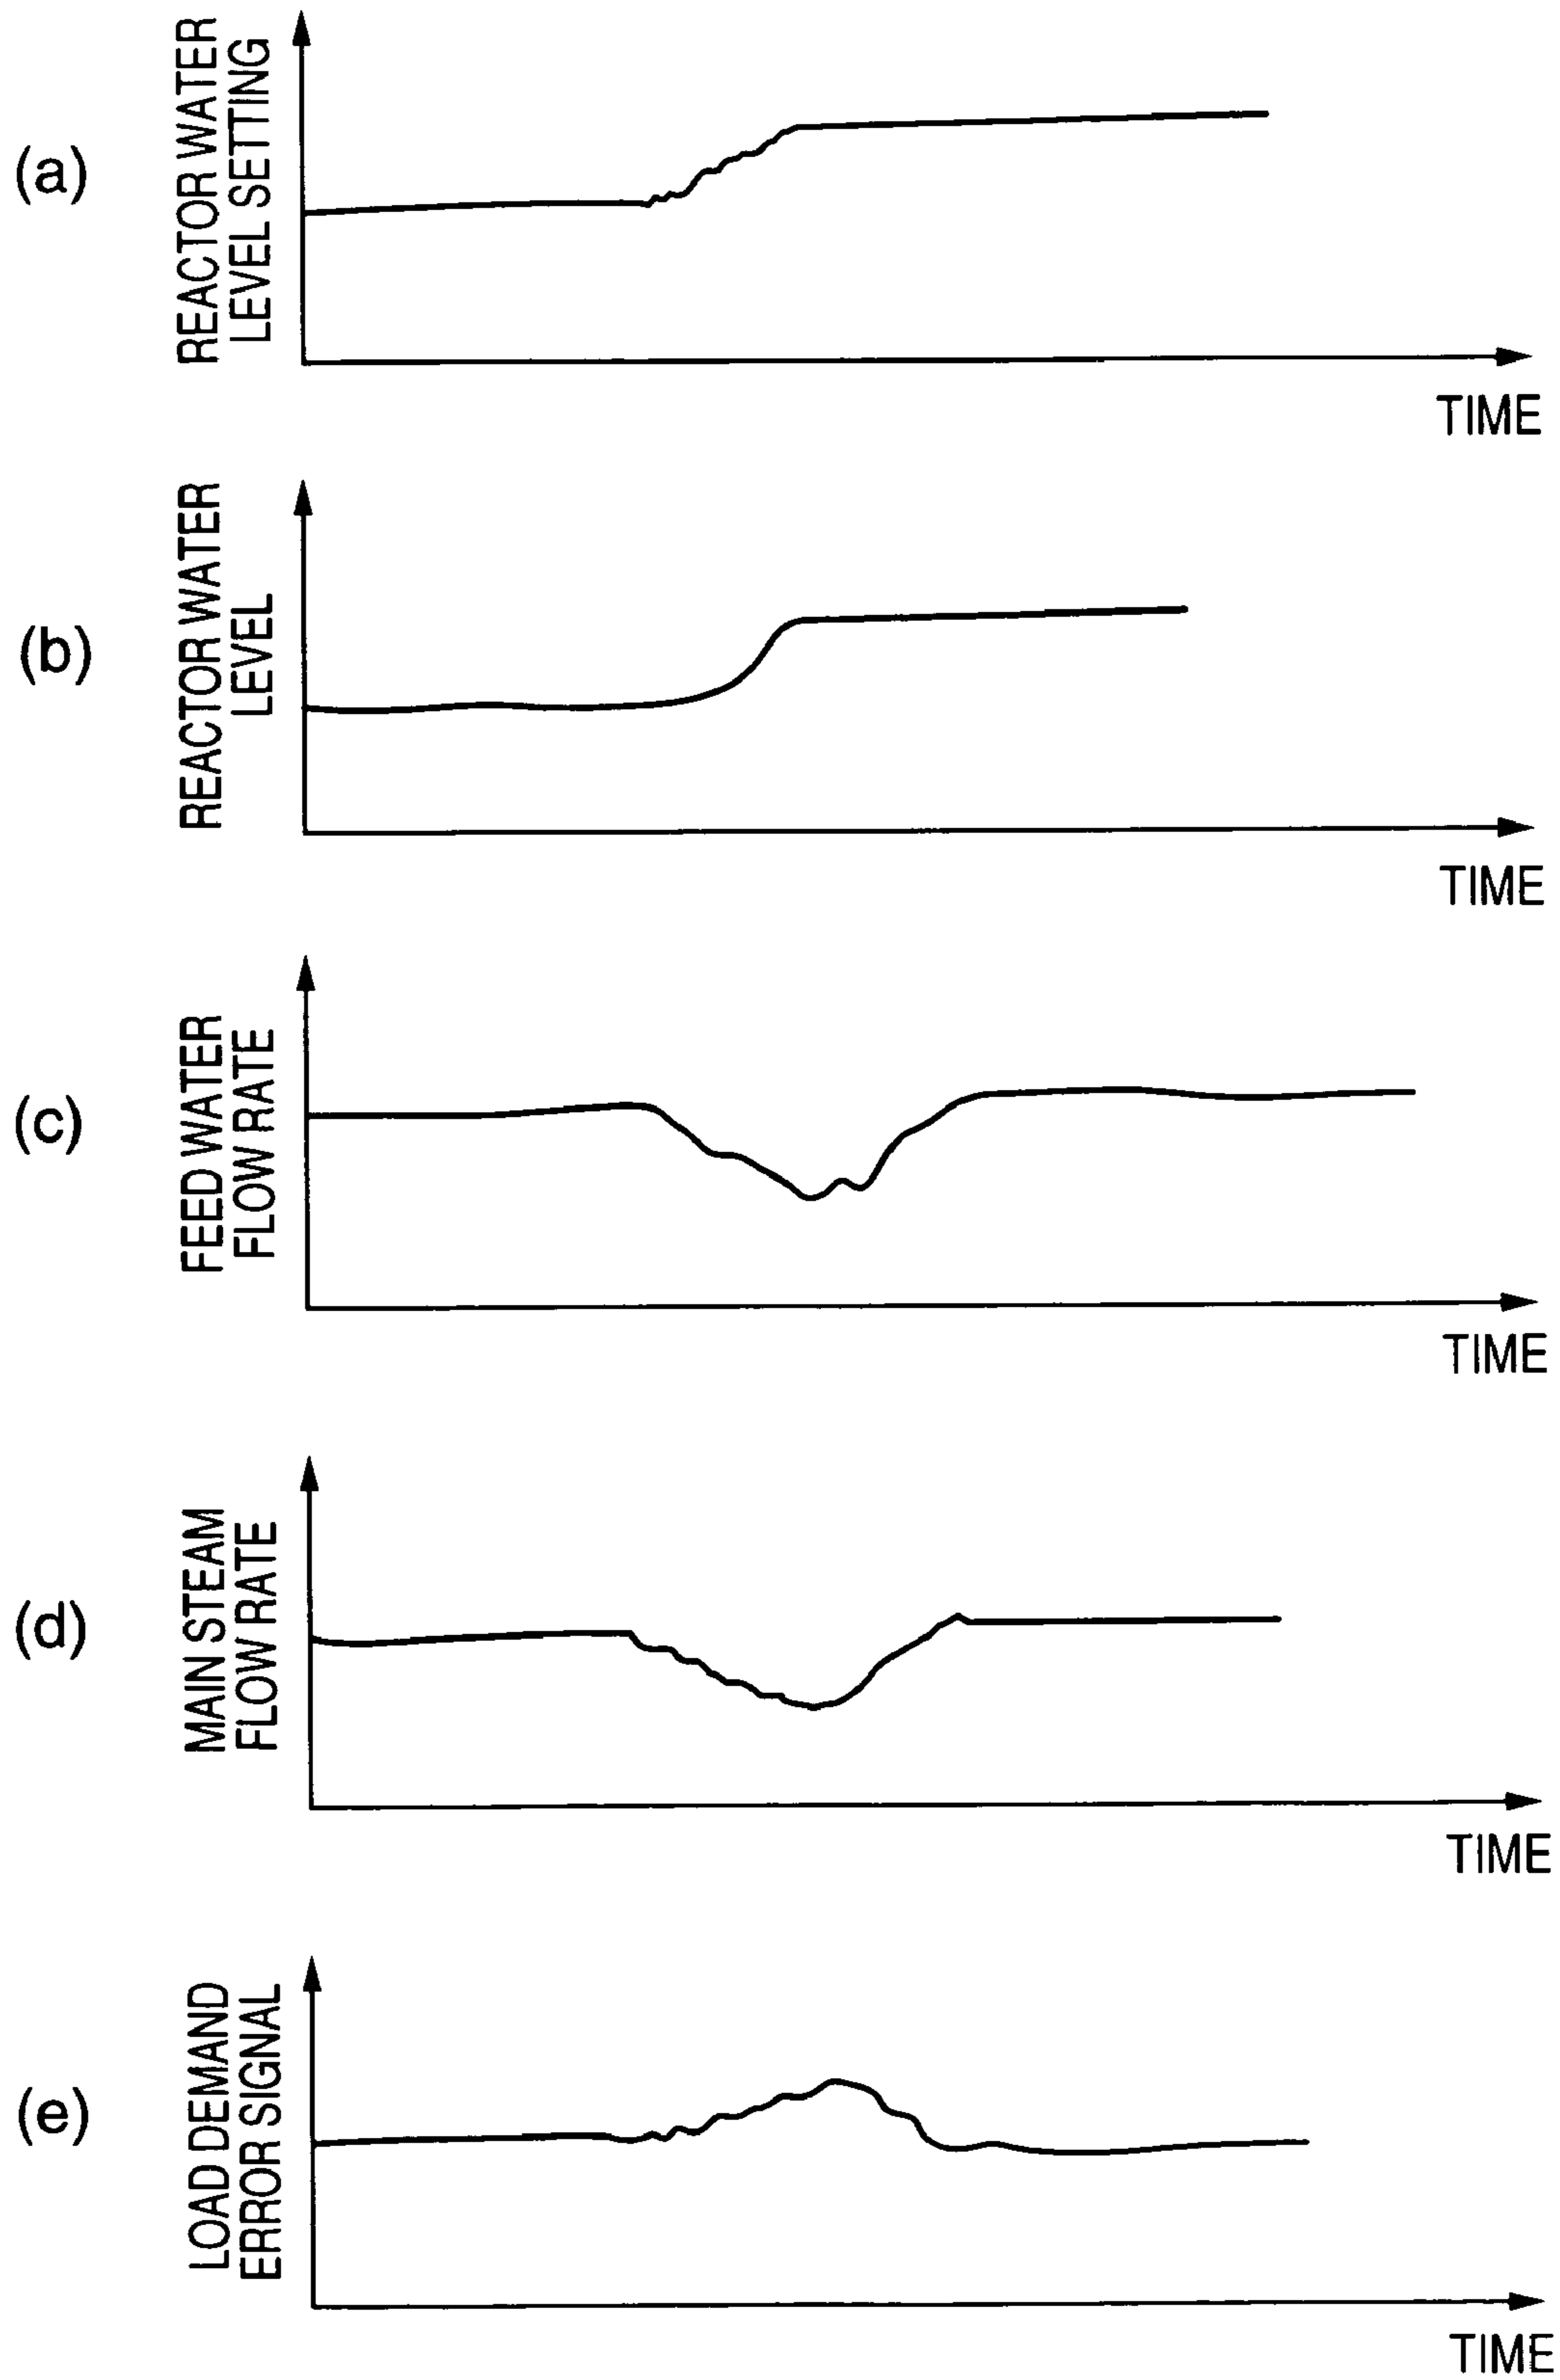 (a)
REACTOR WATER
LEVEL SETTING
TIME
(b)
REACTOR WATER
LEVEL
TIME
(c)
FEED WATER
FLOW RATE
TIME
(d)
MAIN STEAM
FLOW RATE
TIME
(e)
LOAD DEMAND
ERROR SIGNAL
TIME